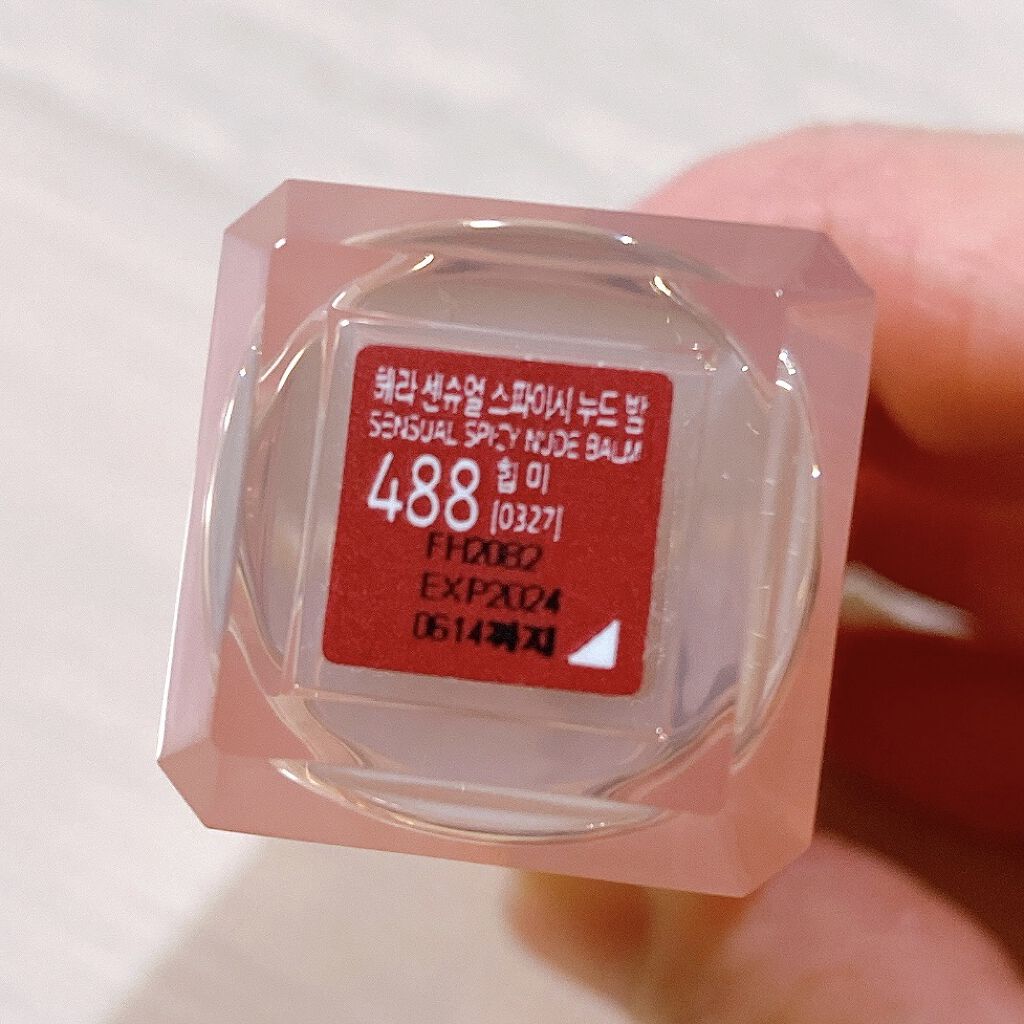 헤라 센슈얼 스파이시 누드 밤
SENSUAL SPICY NUDE BALM
488 힙 미
[0327]
FH20B2
EXP2024
0614까지